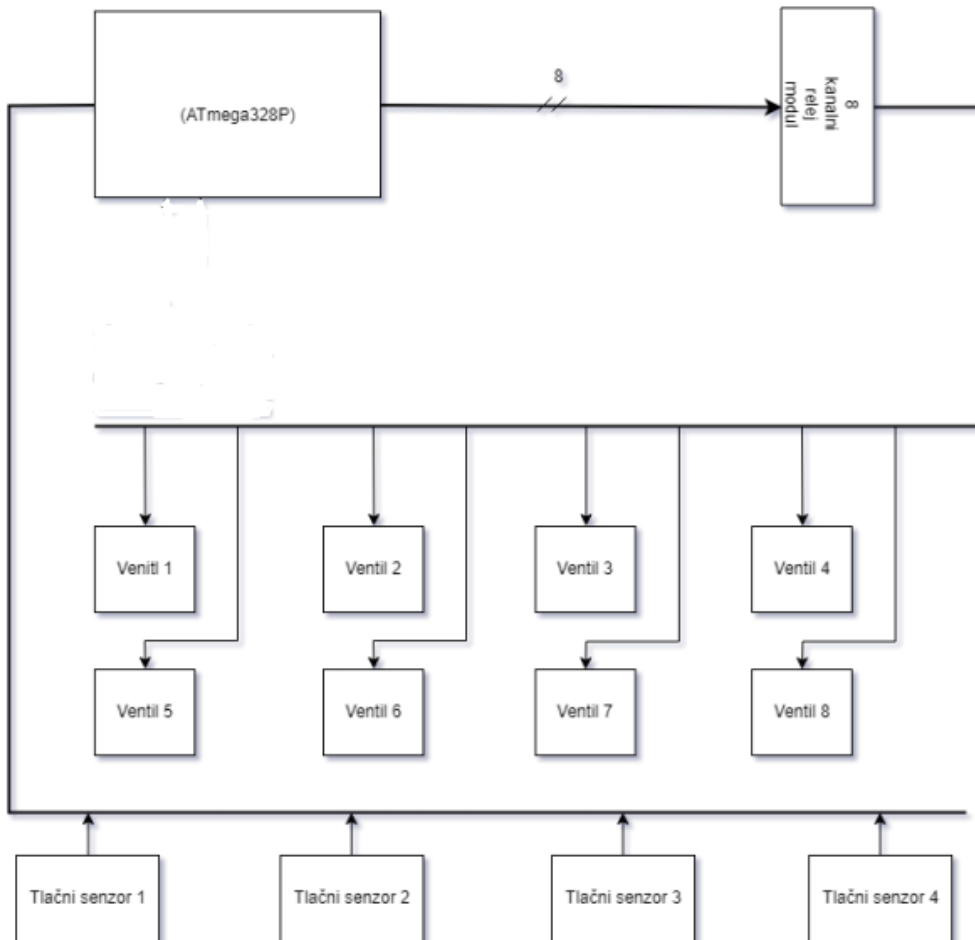 8
(ATmega328P)
8
kanalni
relej
modul
Venitl 1
Ventil 2
Ventil 3
Ventil 4
Ventil 5
Ventil 6
Ventil 7
Ventil 8
Tlačni senzor 1
Tlačni senzor 2
Tlačni senzor 3
Tlačni senzor 4